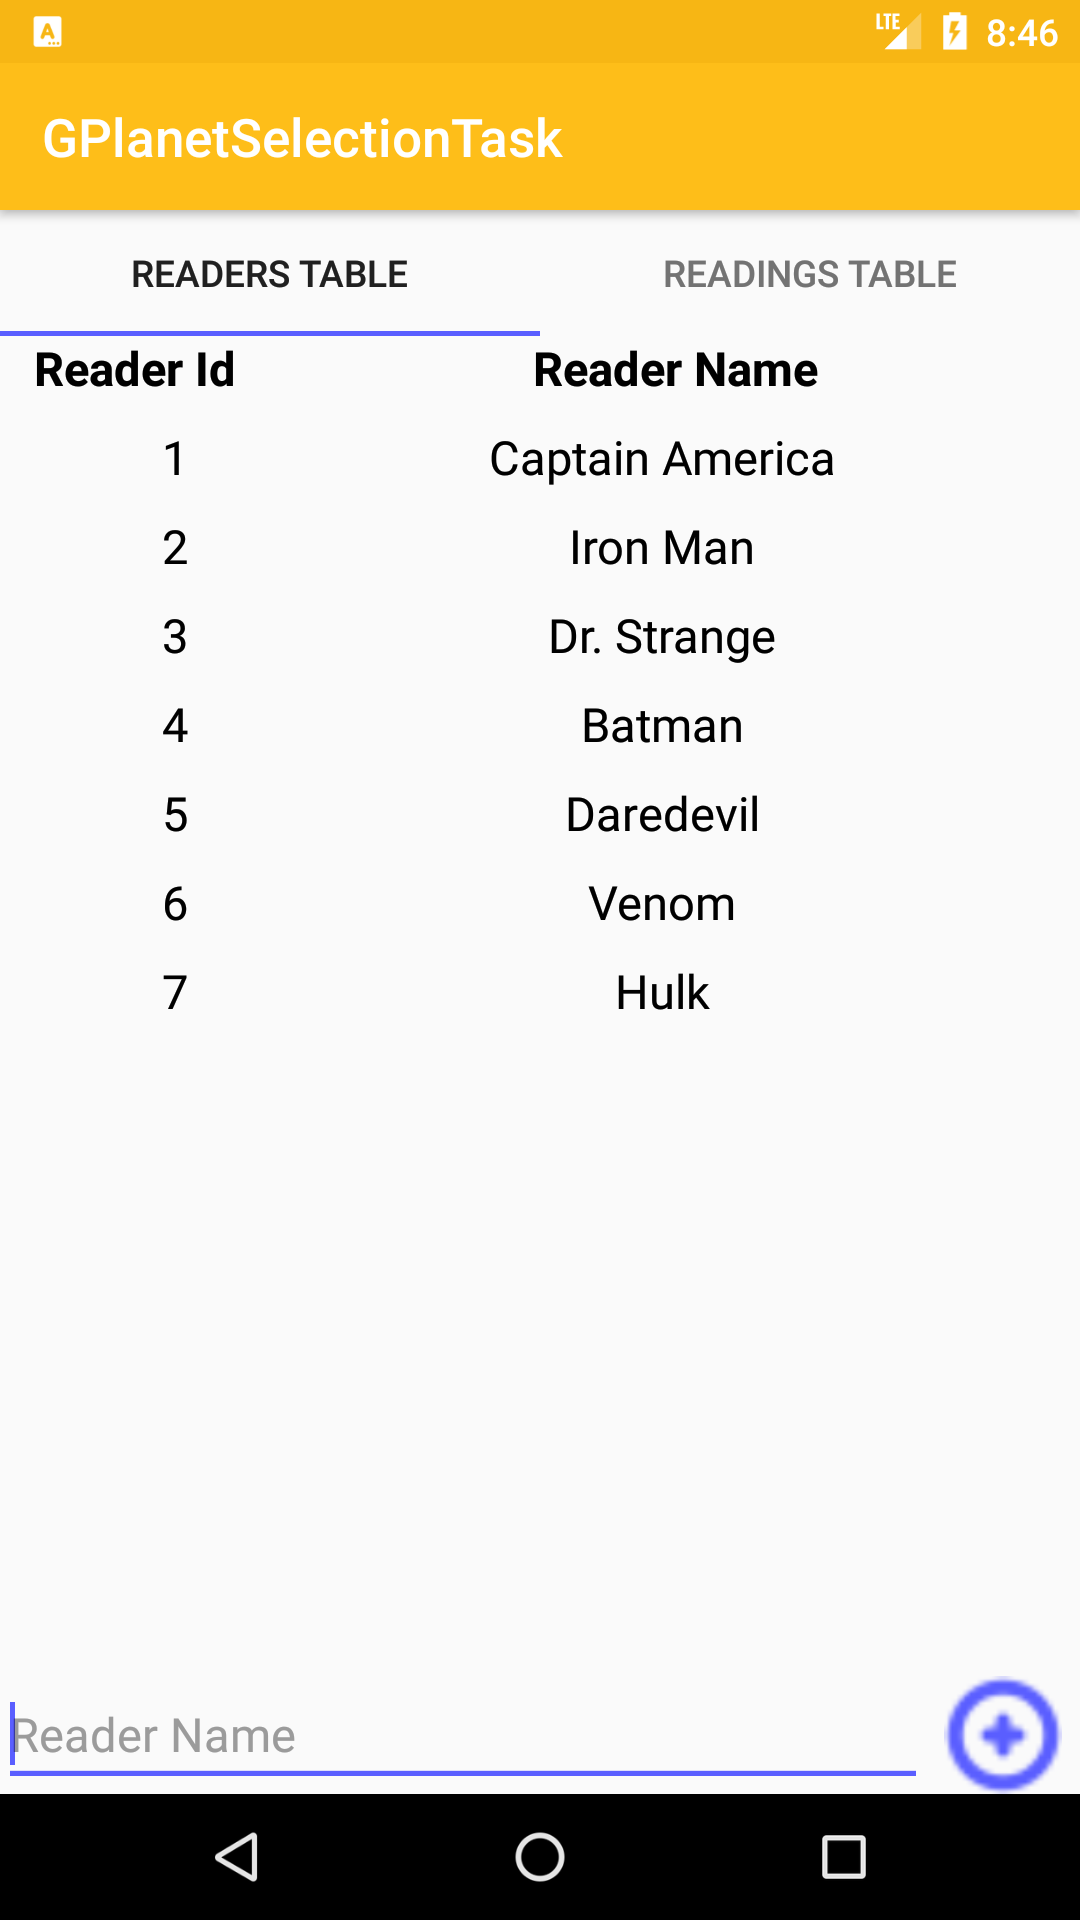 A
LTE 8:46
GPlanetSelectionTask
READERS TABLE READINGS TABLE
Reader Id Reader Name
1 Captain America
2 Iron Man
3 Dr. Strange
4 Batman
5 Daredevil
6 Venom
7 Hulk
Reader Name